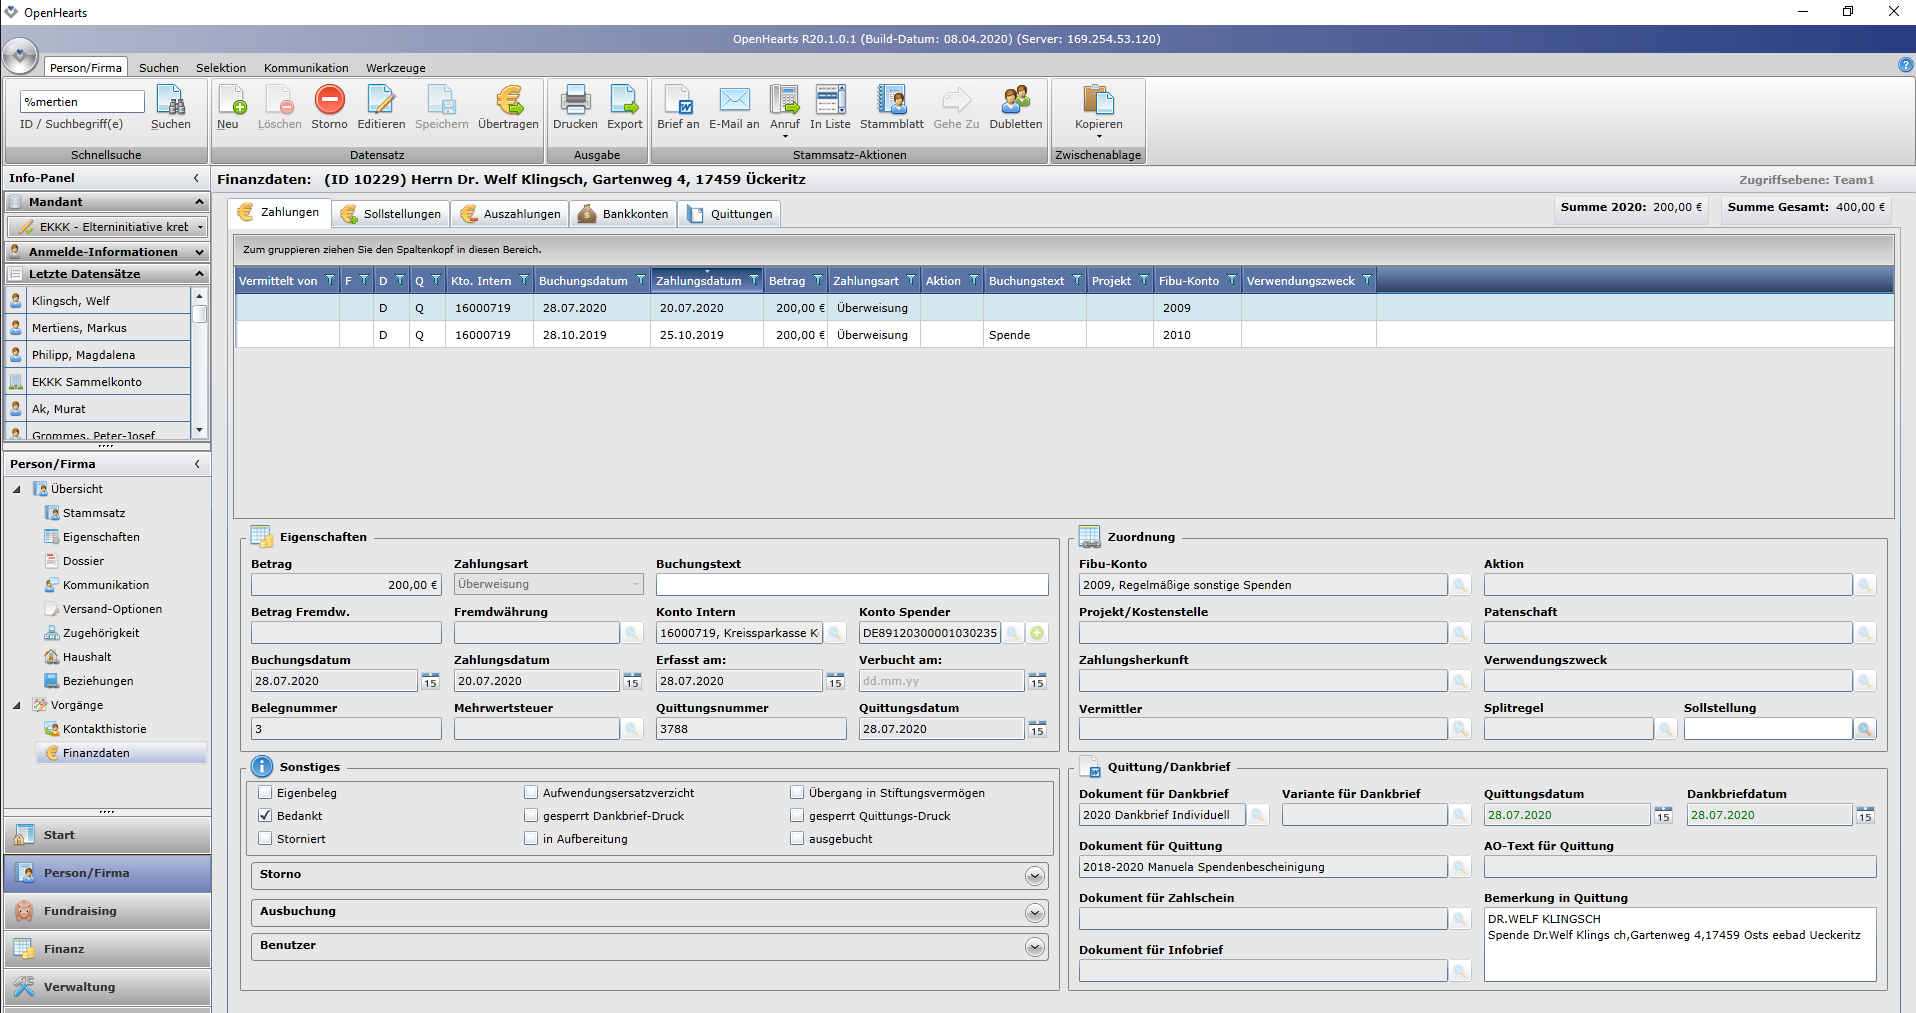 OpenHearts
OpenHearts R20.1.0.1 (Build-Datum: 08.04.2020) (Server: 169.254.53.120)
Person/Firma Suchen Selektion Kommunikation Werkzeuge
%mertien
ID / Suchbegriff(e) Suchen
Neu Löschen Storno Editieren Speichern Übertragen
Drucken Export
Brief an E-Mail an Anruf In Liste Stammblatt Gehe Zu Dubletten
Kopieren
Schnellsuche Datensatz Ausgabe Stammsatz-Aktionen Zwischenablage
Info-Panel
Mandant
EKKK - Elterninitiative kret
Anmelde-Informationen
Letzte Datensätze
Klingsch, Welf
Mertiens, Markus
Philipp, Magdalena
EKKK Sammelkonto
Ak, Murat
Grommes, Peter-Josef
Person/Firma
Übersicht
Stammsatz
Eigenschaften
Dossier
Kommunikation
Versand-Optionen
Zugehörigkeit
Haushalt
Beziehungen
Vorgänge
Kontakthistorie
Finanzdaten
Start
Person/Firma
Fundraising
Finanz
Verwaltung
Finanzdaten: (ID 10229) Herrn Dr. Welf Klingsch, Gartenweg 4, 17459 Ückeritz
Zugriffsebene: Team1
Zahlungen Sollstellungen Auszahlungen Bankkonten Quittungen
Summe 2020: 200,00 € Summe Gesamt: 400,00 €
Zum gruppieren ziehen Sie den Spaltenkopf in diesen Bereich.
Vermittelt von F D Q Kto. Intern Buchungsdatum Zahlungsdatum Betrag Zahlungsart Aktion Buchungstext Projekt Fibu-Konto Verwendungszweck
D Q 16000719 28.07.2020 20.07.2020 200,00 € Überweisung 2009
D Q 16000719 28.10.2019 25.10.2019 200,00 € Überweisung Spende 2010
Eigenschaften
Betrag Zahlungsart Buchungstext
200,00 € Überweisung
Betrag Fremdw. Fremdwährung Konto Intern Konto Spender
16000719, Kreissparkasse K DE89120300001030235
Buchungsdatum Zahlungsdatum Erfasst am: Verbucht am:
28.07.2020 15 20.07.2020 15 28.07.2020 15 dd.mm.yy 15
Belegnummer Mehrwertsteuer Quittungsnummer Quittungsdatum
3 3788 28.07.2020 15
Zuordnung
Fibu-Konto Aktion
2009, Regelmäßige sonstige Spenden
Projekt/Kostenstelle Patenschaft
Zahlungsherkunft Verwendungszweck
Vermittler Splitregel Sollstellung
Sonstiges
Eigenbeleg Aufwendungsersatzverzicht Übergang in Stiftungsvermögen
Bedankt gesperrt Dankbrief-Druck gesperrt Quittungs-Druck
Storniert in Aufbereitung ausgebucht
Storno
Ausbuchung
Benutzer
Quittung/Dankbrief
Dokument für Dankbrief Variante für Dankbrief Quittungsdatum Dankbriefdatum
2020 Dankbrief Individuell 28.07.2020 15 28.07.2020 15
Dokument für Quittung AO-Text für Quittung
2018-2020 Manuela Spendenbescheinigung
Dokument für Zahlschein Bemerkung in Quittung
DR.WELF KLINGSCH
Spende Dr.Welf Klings ch,Gartenweg 4,17459 Osts eebad Ueckeritz
Dokument für Infobrief